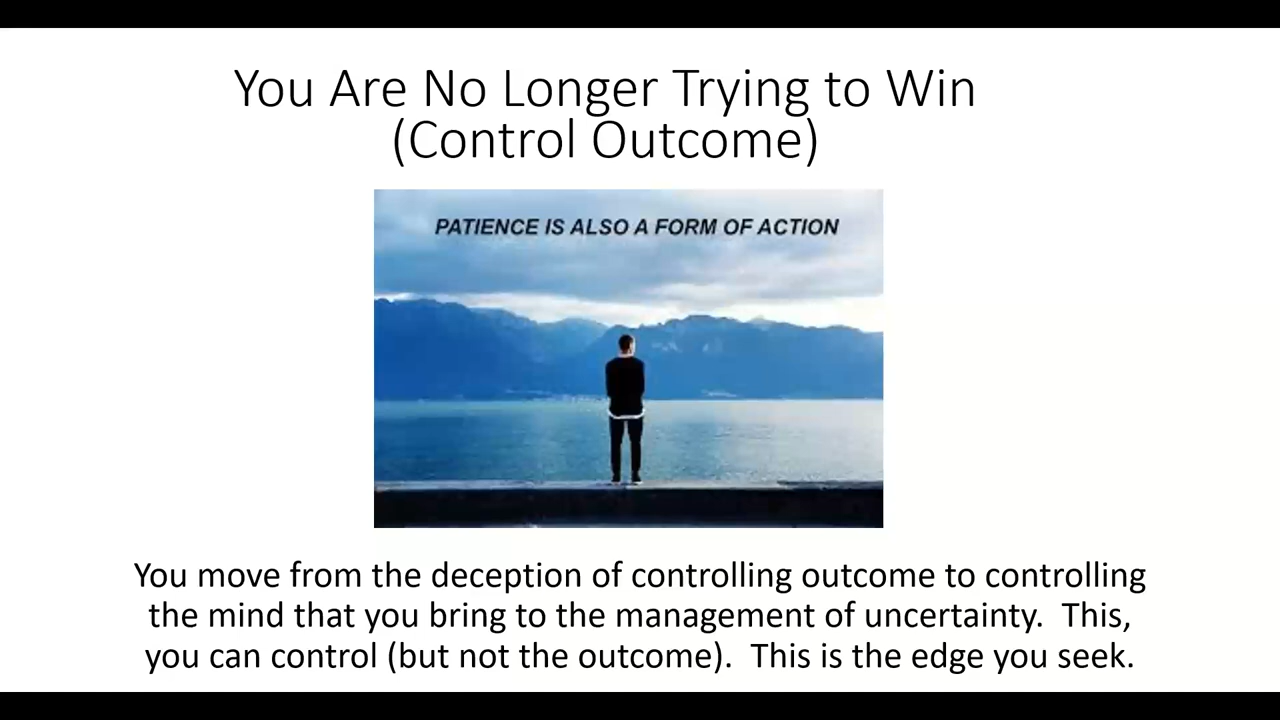 You Are No Longer Trying to Win
(Control Outcome)
PATIENCE IS ALSO A FORM OF ACTION
You move from the deception of controlling outcome to controlling
the mind that you bring to the management of uncertainty.  This,
you can control (but not the outcome).  This is the edge you seek.